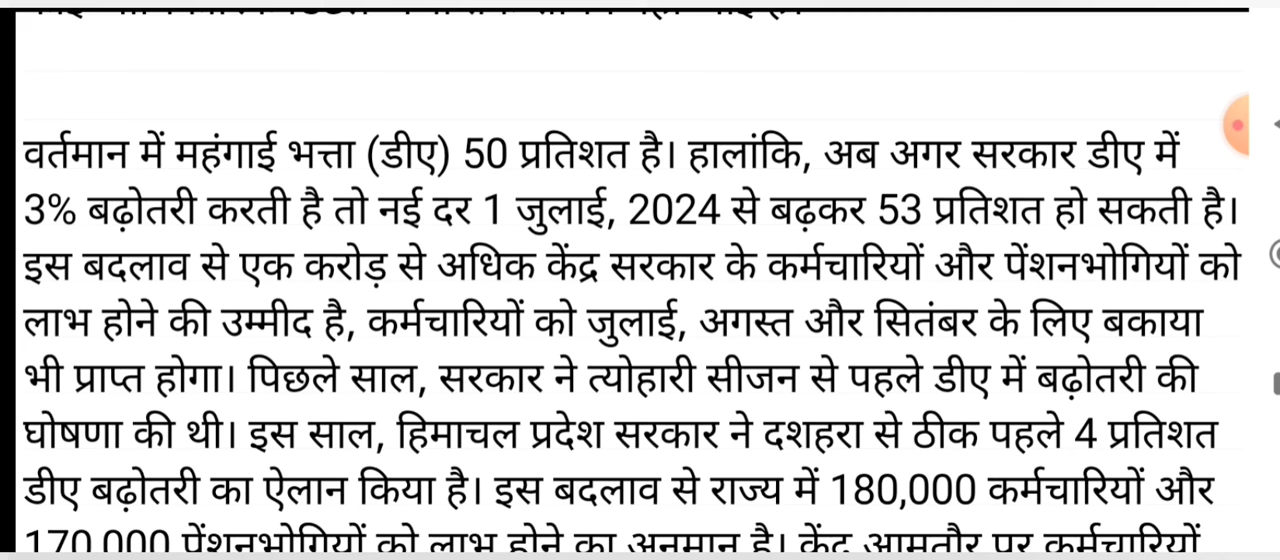 वर्तमान में महंगाई भत्ता (डीए) 50 प्रतिशत है। हालांकि, अब अगर सरकार डीए में
3% बढ़ोतरी करती है तो नई दर 1 जुलाई, 2024 से बढ़कर 53 प्रतिशत हो सकती है।
इस बदलाव से एक करोड़ से अधिक केंद्र सरकार के कर्मचारियों और पेंशनभोगियों को
लाभ होने की उम्मीद है, कर्मचारियों को जुलाई, अगस्त और सितंबर के लिए बकाया
भी प्राप्त होगा। पिछले साल, सरकार ने त्योहारी सीजन से पहले डीए में बढ़ोतरी की
घोषणा की थी। इस साल, हिमाचल प्रदेश सरकार ने दशहरा से ठीक पहले 4 प्रतिशत
डीए बढ़ोतरी का ऐलान किया है। इस बदलाव से राज्य में 180,000 कर्मचारियों और
170,000 पेंशनभोगियों को लाभ होने का अनुमान है। केंद्र आमतौर पर कर्मचारियों